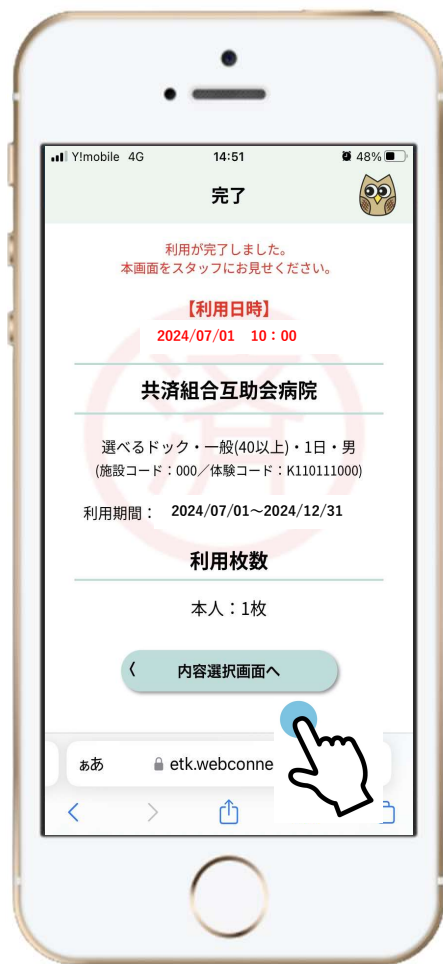 Y!mobile 4G 14:51 48%
完了
利用が完了しました。
本画面をスタッフにお見せください。
【利用日時】
2024/07/01 10:00
済
共済組合互助会病院
選べるドック・一般(40以上)・1日・男
(施設コード:000/体験コード:K110111000)
利用期間: 2024/07/01～2024/12/31
利用枚数
本人:1枚
〈 内容選択画面へ
ぁあ etk.webconne